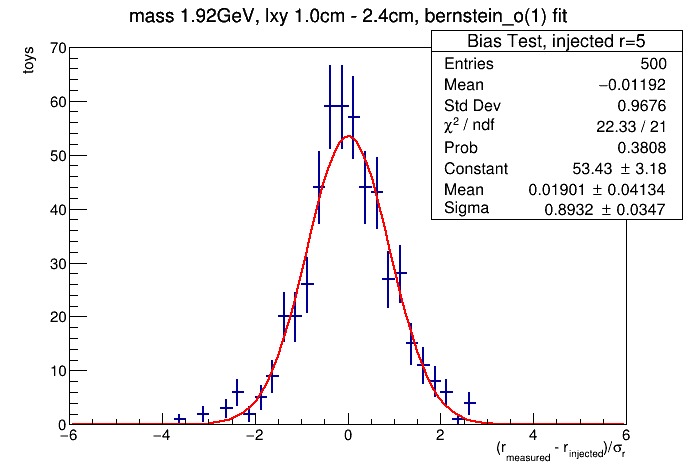 mass 1.92GeV, lxy 1.0cm - 2.4cm, bernstein_o(1) fit
toys
Bias Test, injected r=5
Entries 500
Mean −0.01192
Std Dev 0.9676
χ² / ndf 22.33 / 21
Prob 0.3808
Constant 53.43 ± 3.18
Mean 0.01901 ± 0.04134
Sigma 0.8932 ± 0.0347
70
60
50
40
30
20
10
0
−6 −4 −2 0 2 4 6
(r_measured - r_injected)/σ_r